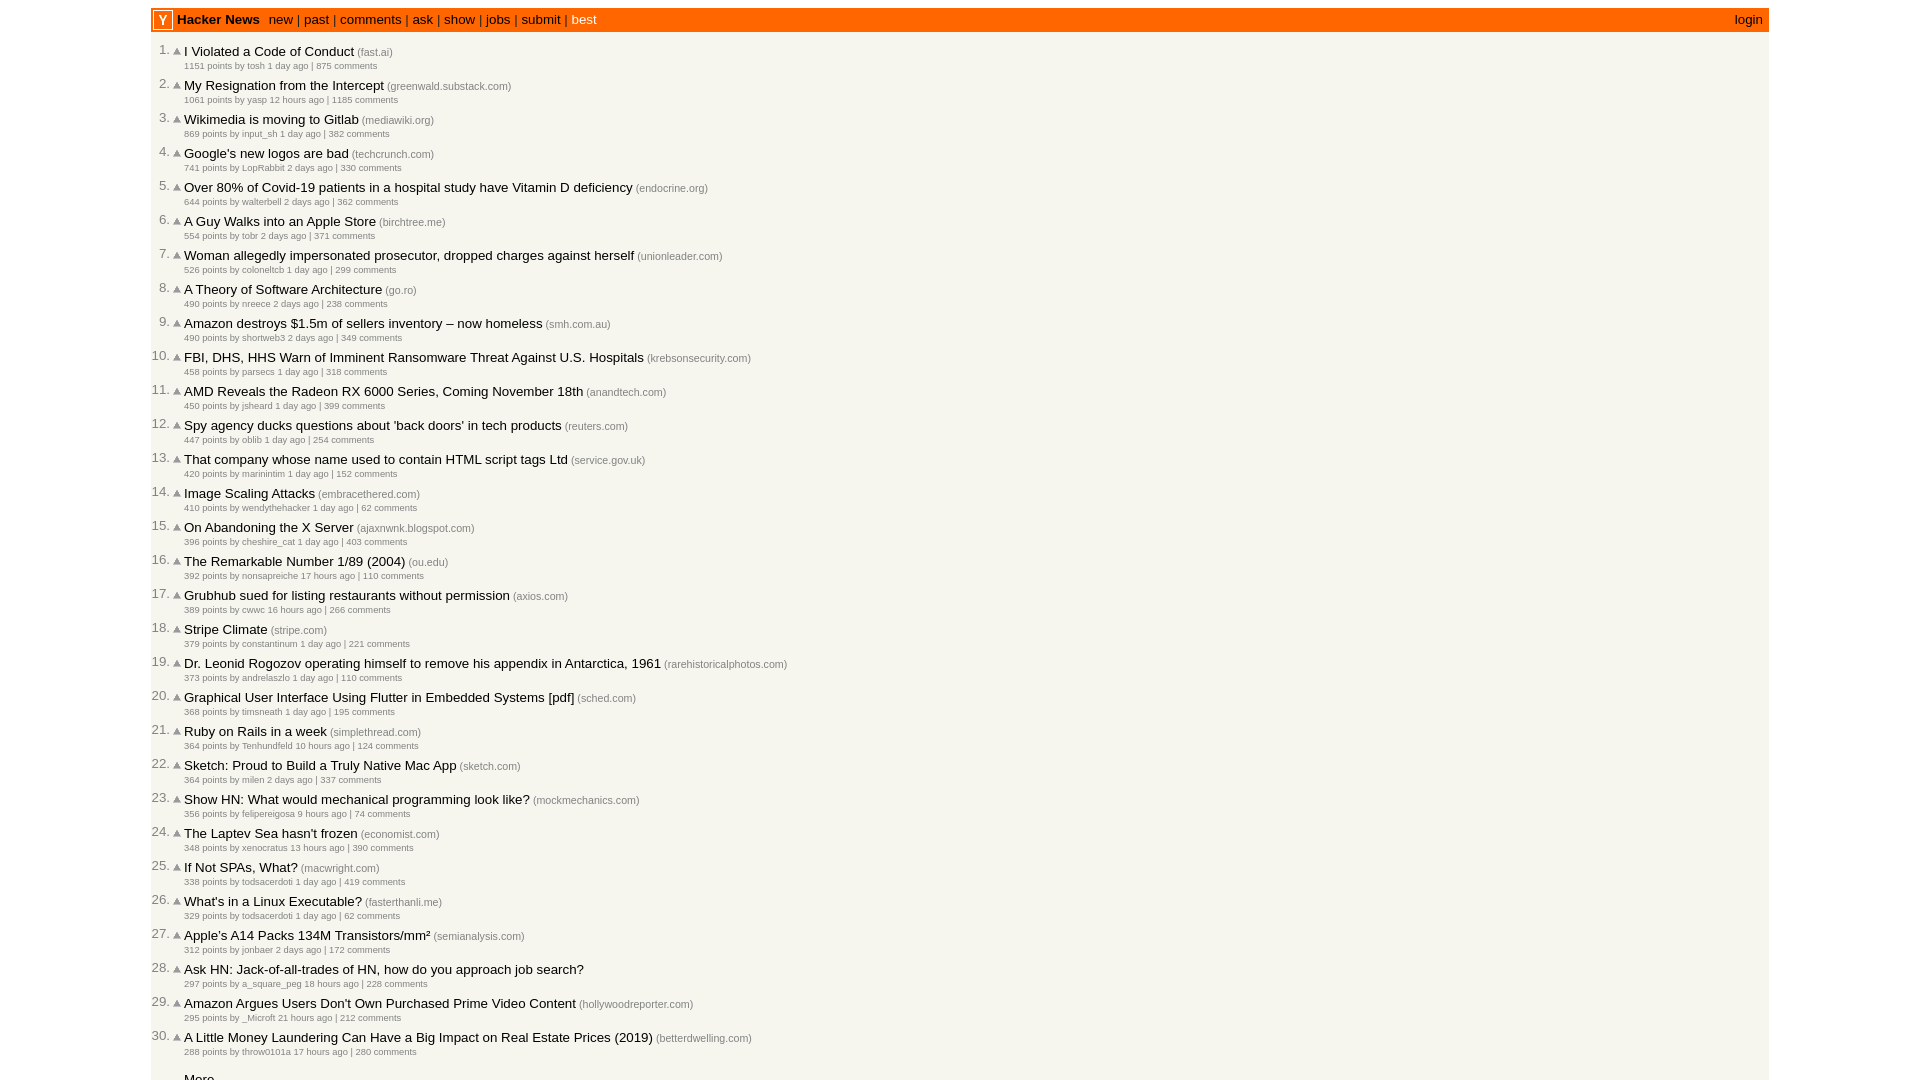 Y Hacker News new | past | comments | ask | show | jobs | submit | best login
1. I Violated a Code of Conduct (fast.ai)
1151 points by tosh 1 day ago | 875 comments
2. My Resignation from the Intercept (greenwald.substack.com)
1061 points by yasp 12 hours ago | 1185 comments
3. Wikimedia is moving to Gitlab (mediawiki.org)
869 points by input_sh 1 day ago | 382 comments
4. Google's new logos are bad (techcrunch.com)
741 points by LopRabbit 2 days ago | 330 comments
5. Over 80% of Covid-19 patients in a hospital study have Vitamin D deficiency (endocrine.org)
644 points by walterbell 2 days ago | 362 comments
6. A Guy Walks into an Apple Store (birchtree.me)
554 points by tobr 2 days ago | 371 comments
7. Woman allegedly impersonated prosecutor, dropped charges against herself (unionleader.com)
526 points by coloneltcb 1 day ago | 299 comments
8. A Theory of Software Architecture (go.ro)
490 points by nreece 2 days ago | 238 comments
9. Amazon destroys $1.5m of sellers inventory – now homeless (smh.com.au)
490 points by shortweb3 2 days ago | 349 comments
10. FBI, DHS, HHS Warn of Imminent Ransomware Threat Against U.S. Hospitals (krebsonsecurity.com)
458 points by parsecs 1 day ago | 318 comments
11. AMD Reveals the Radeon RX 6000 Series, Coming November 18th (anandtech.com)
450 points by jsheard 1 day ago | 399 comments
12. Spy agency ducks questions about 'back doors' in tech products (reuters.com)
447 points by oblib 1 day ago | 254 comments
13. That company whose name used to contain HTML script tags Ltd (service.gov.uk)
420 points by marinintim 1 day ago | 152 comments
14. Image Scaling Attacks (embracethered.com)
410 points by wendythehacker 1 day ago | 62 comments
15. On Abandoning the X Server (ajaxnwnk.blogspot.com)
396 points by cheshire_cat 1 day ago | 403 comments
16. The Remarkable Number 1/89 (2004) (ou.edu)
392 points by nonsapreiche 17 hours ago | 110 comments
17. Grubhub sued for listing restaurants without permission (axios.com)
389 points by cwwc 16 hours ago | 266 comments
18. Stripe Climate (stripe.com)
379 points by constantinum 1 day ago | 221 comments
19. Dr. Leonid Rogozov operating himself to remove his appendix in Antarctica, 1961 (rarehistoricalphotos.com)
373 points by andrelaszlo 1 day ago | 110 comments
20. Graphical User Interface Using Flutter in Embedded Systems [pdf] (sched.com)
368 points by timsneath 1 day ago | 195 comments
21. Ruby on Rails in a week (simplethread.com)
364 points by Tenhundfeld 10 hours ago | 124 comments
22. Sketch: Proud to Build a Truly Native Mac App (sketch.com)
364 points by milen 2 days ago | 337 comments
23. Show HN: What would mechanical programming look like? (mockmechanics.com)
356 points by felipereigosa 9 hours ago | 74 comments
24. The Laptev Sea hasn't frozen (economist.com)
348 points by xenocratus 13 hours ago | 390 comments
25. If Not SPAs, What? (macwright.com)
338 points by todsacerdoti 1 day ago | 419 comments
26. What's in a Linux Executable? (fasterthanli.me)
329 points by todsacerdoti 1 day ago | 62 comments
27. Apple’s A14 Packs 134M Transistors/mm² (semianalysis.com)
312 points by jonbaer 2 days ago | 172 comments
28. Ask HN: Jack-of-all-trades of HN, how do you approach job search?
297 points by a_square_peg 18 hours ago | 228 comments
29. Amazon Argues Users Don't Own Purchased Prime Video Content (hollywoodreporter.com)
295 points by _Microft 21 hours ago | 212 comments
30. A Little Money Laundering Can Have a Big Impact on Real Estate Prices (2019) (betterdwelling.com)
288 points by throw0101a 17 hours ago | 280 comments
More